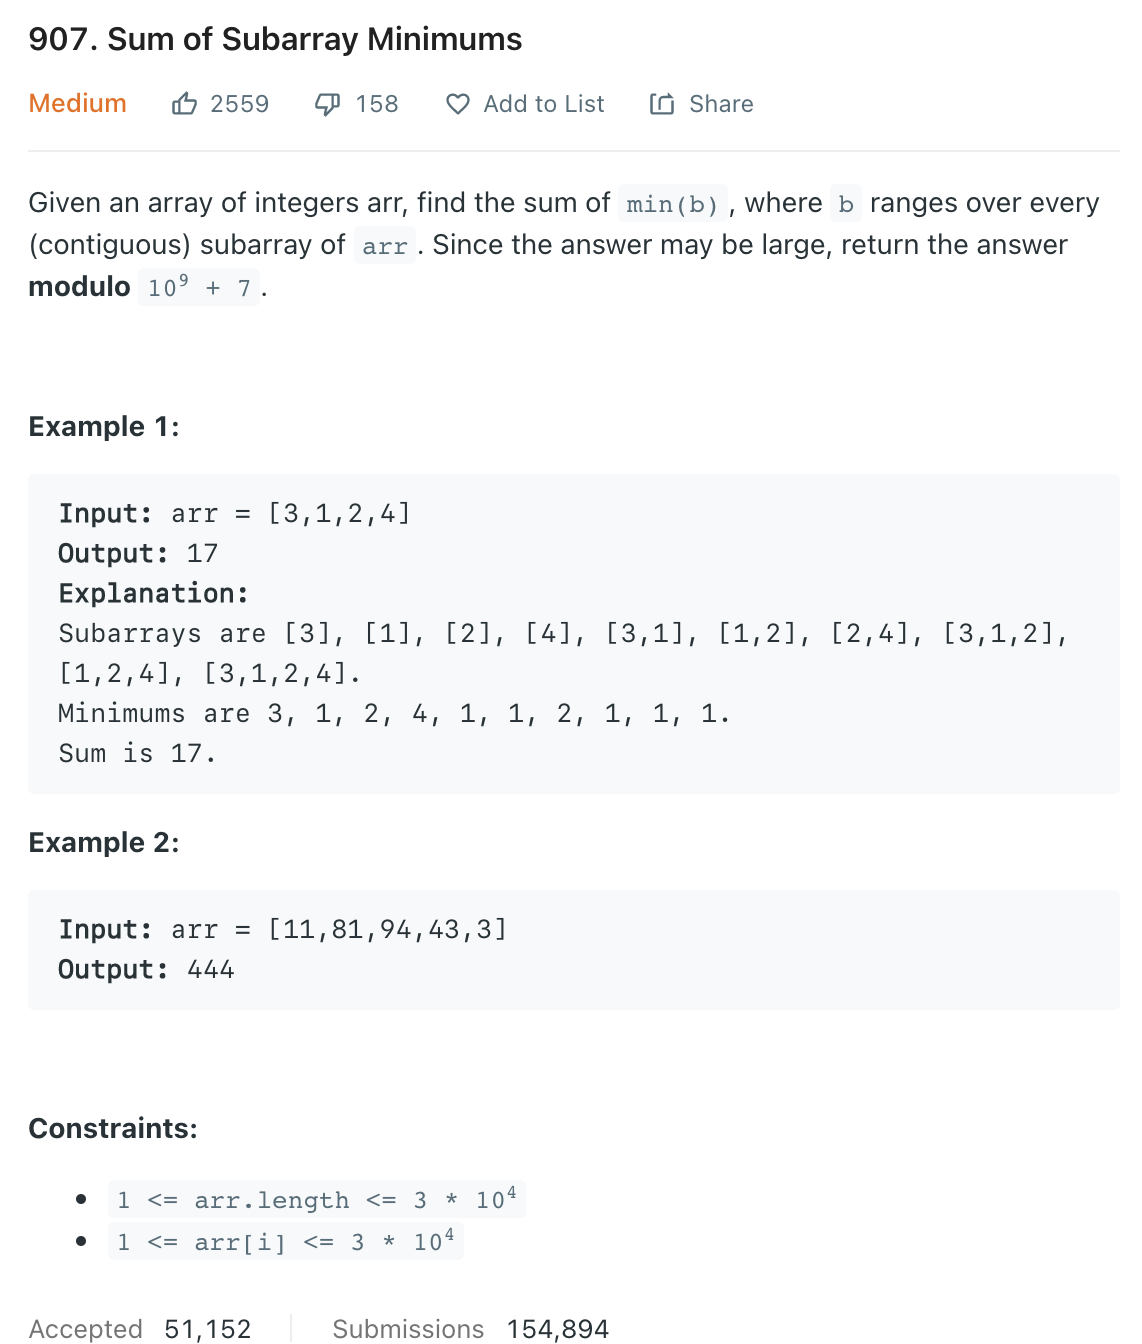 907. Sum of Subarray Minimums
Medium 2559 158 Add to List Share
Given an array of integers arr, find the sum of min(b) , where b ranges over every
(contiguous) subarray of arr . Since the answer may be large, return the answer
modulo 10⁹ + 7 .
Example 1:
Input: arr = [3,1,2,4]
Output: 17
Explanation:
Subarrays are [3], [1], [2], [4], [3,1], [1,2], [2,4], [3,1,2],
[1,2,4], [3,1,2,4].
Minimums are 3, 1, 2, 4, 1, 1, 2, 1, 1, 1.
Sum is 17.
Example 2:
Input: arr = [11,81,94,43,3]
Output: 444
Constraints:
• 1 <= arr.length <= 3 * 10⁴
• 1 <= arr[i] <= 3 * 10⁴
Accepted 51,152 Submissions 154,894